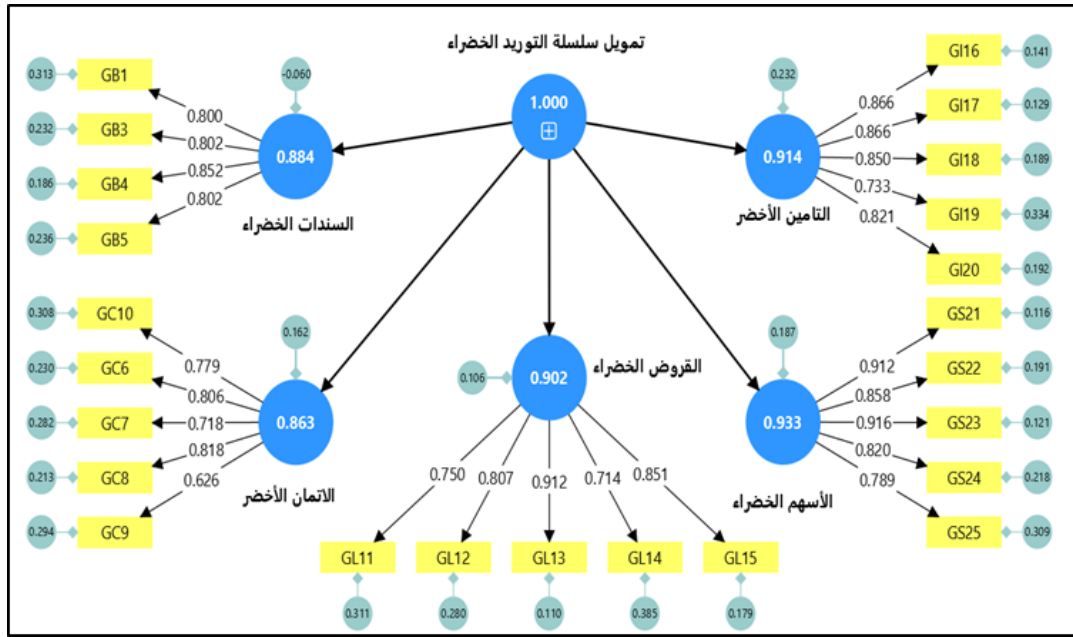 تمويل سلسلة التوريد الخضراء
1.000
-0.060
0.884
السندات الخضراء
0.313 GB1 0.800
0.232 GB3 0.802
0.186 GB4 0.852
0.236 GB5 0.802
0.232
0.914
التامين الأخضر
0.866 GI16 0.141
0.866 GI17 0.129
0.850 GI18 0.189
0.733 GI19 0.334
0.821 GI20 0.192
0.162
0.863
الاتمان الأخضر
0.308 GC10 0.779
0.230 GC6 0.806
0.282 GC7 0.718
0.213 GC8 0.818
0.294 GC9 0.626
0.106
0.902
القروض الخضراء
0.750 0.807 0.912 0.714 0.851
GL11 GL12 GL13 GL14 GL15
0.311 0.280 0.110 0.385 0.179
0.187
0.933
الأسهم الخضراء
0.912 GS21 0.116
0.858 GS22 0.191
0.916 GS23 0.121
0.820 GS24 0.218
0.789 GS25 0.309